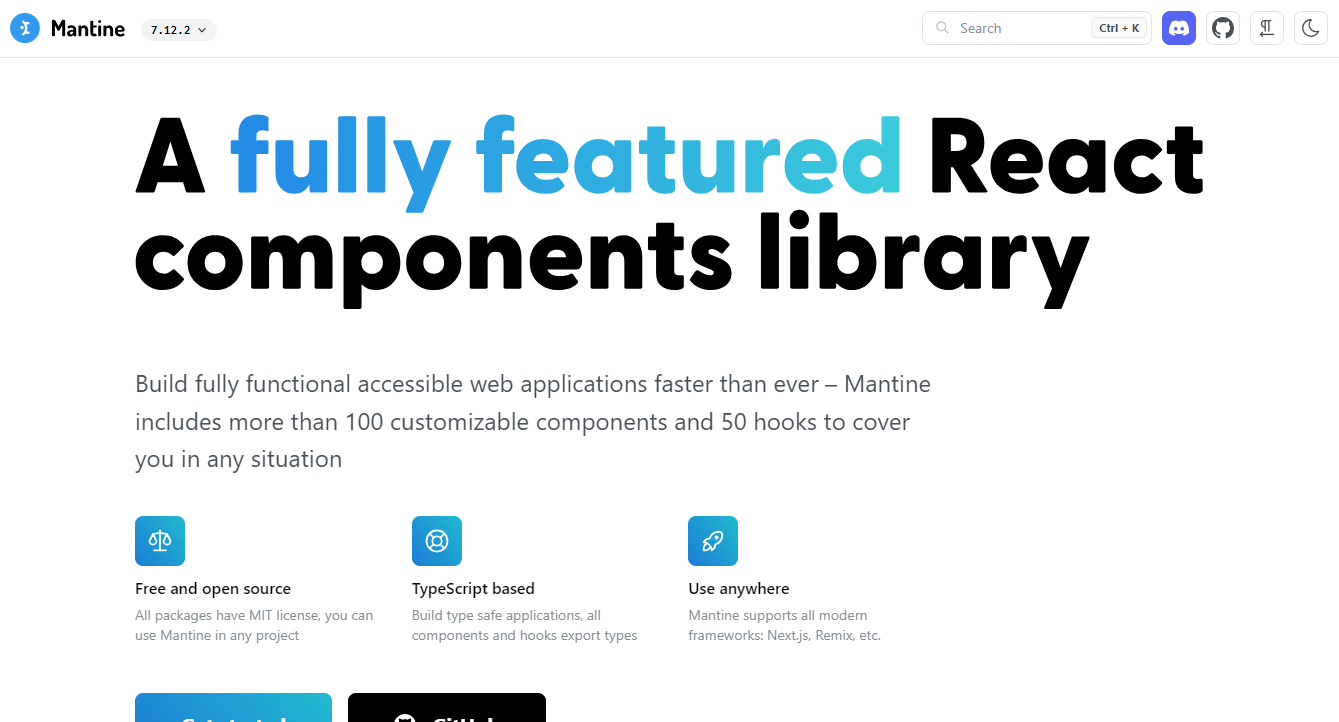 Mantine 7.12.2 Search Ctrl + K
A fully featured React
components library
Build fully functional accessible web applications faster than ever – Mantine
includes more than 100 customizable components and 50 hooks to cover
you in any situation
Free and open source
All packages have MIT license, you can
use Mantine in any project
TypeScript based
Build type safe applications, all
components and hooks export types
Use anywhere
Mantine supports all modern
frameworks: Next.js, Remix, etc.
Get started GitHub